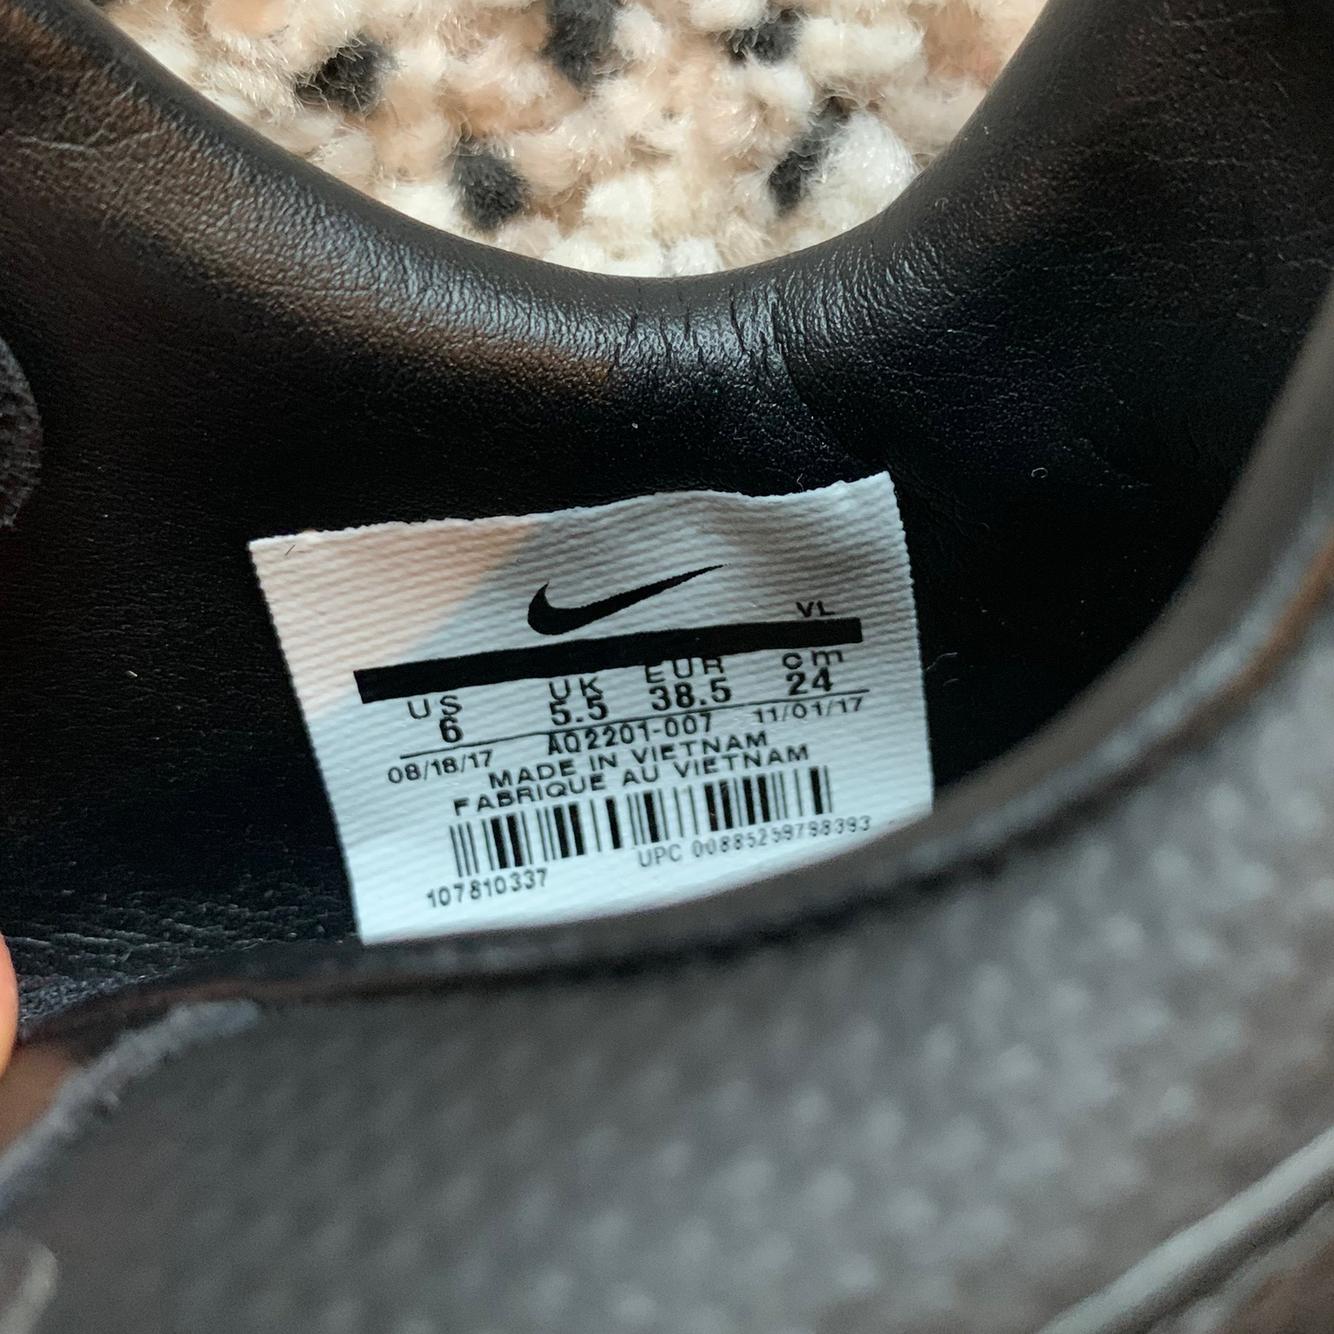 VL
US UK EUR cm
6 5.5 38.5 24
08/18/17 AQ2201-007 11/01/17
MADE IN VIETNAM
FABRIQUE AU VIETNAM
107810337 UPC 00885259798393